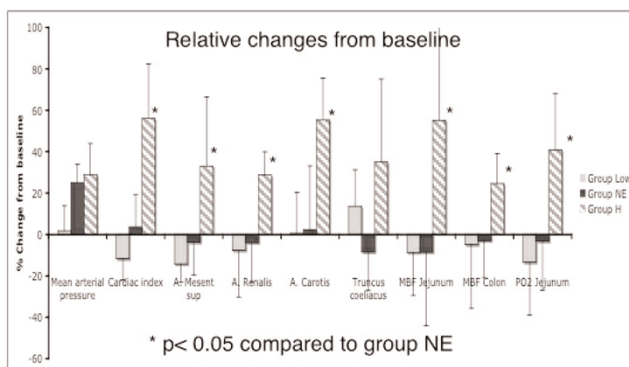 Relative changes from baseline
% Change from baseline
100
80
60
40
20
0
-20
-40
-60
*
*
*
*
*
*
*
Mean arterial
pressure
Cardiac index
A. Mesent
sup
A. Renalis
A. Carotis
Truncus
coeliacus
MBF Jejunum
MBF Colon
PO2 Jejunum
Group Low
Group NE
Group H
* p< 0.05 compared to group NE